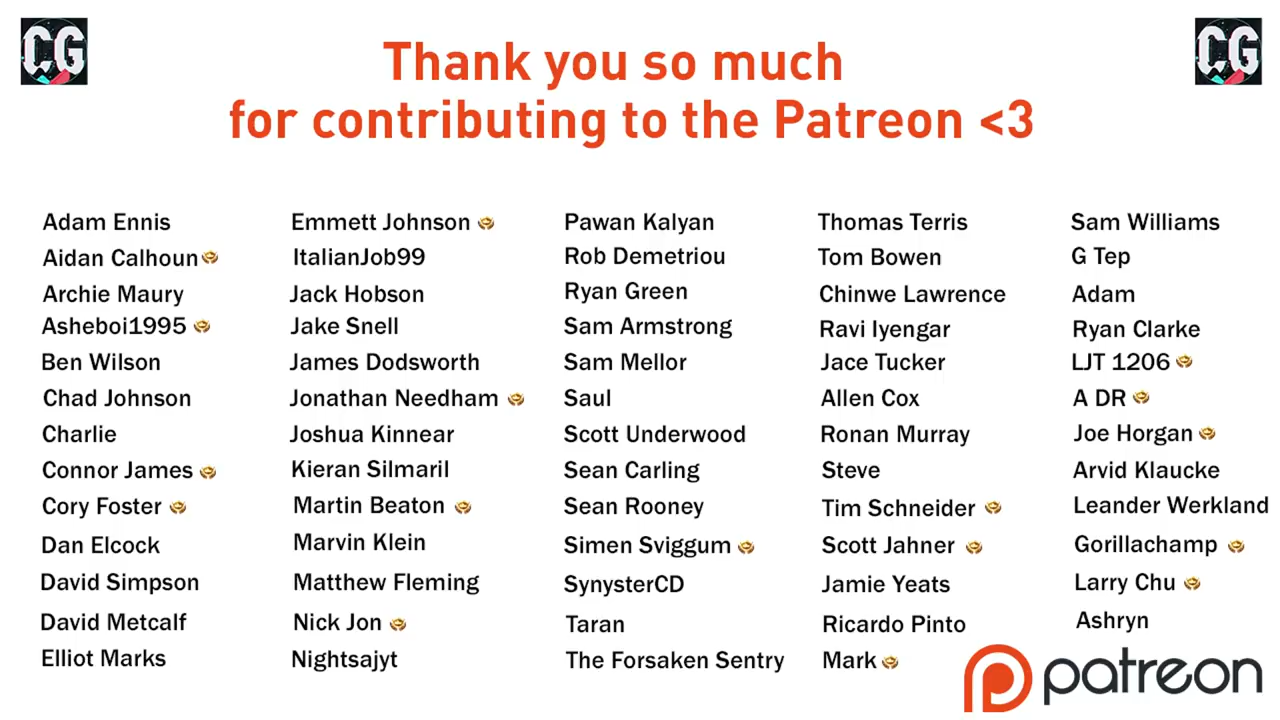 CG
CG
Thank you so much
for contributing to the Patreon <3
Adam Ennis
Aidan Calhoun
Archie Maury
Asheboi1995
Ben Wilson
Chad Johnson
Charlie
Connor James
Cory Foster
Dan Elcock
David Simpson
David Metcalf
Elliot Marks
Emmett Johnson
ItalianJob99
Jack Hobson
Jake Snell
James Dodsworth
Jonathan Needham
Joshua Kinnear
Kieran Silmaril
Martin Beaton
Marvin Klein
Matthew Fleming
Nick Jon
Nightsajyt
Pawan Kalyan
Rob Demetriou
Ryan Green
Sam Armstrong
Sam Mellor
Saul
Scott Underwood
Sean Carling
Sean Rooney
Simen Sviggum
SynysterCD
Taran
The Forsaken Sentry
Thomas Terris
Tom Bowen
Chinwe Lawrence
Ravi Iyengar
Jace Tucker
Allen Cox
Ronan Murray
Steve
Tim Schneider
Scott Jahner
Jamie Yeats
Ricardo Pinto
Mark
Sam Williams
G Tep
Adam
Ryan Clarke
LJT 1206
A DR
Joe Horgan
Arvid Klaucke
Leander Werkland
Gorillachamp
Larry Chu
Ashryn
patreon